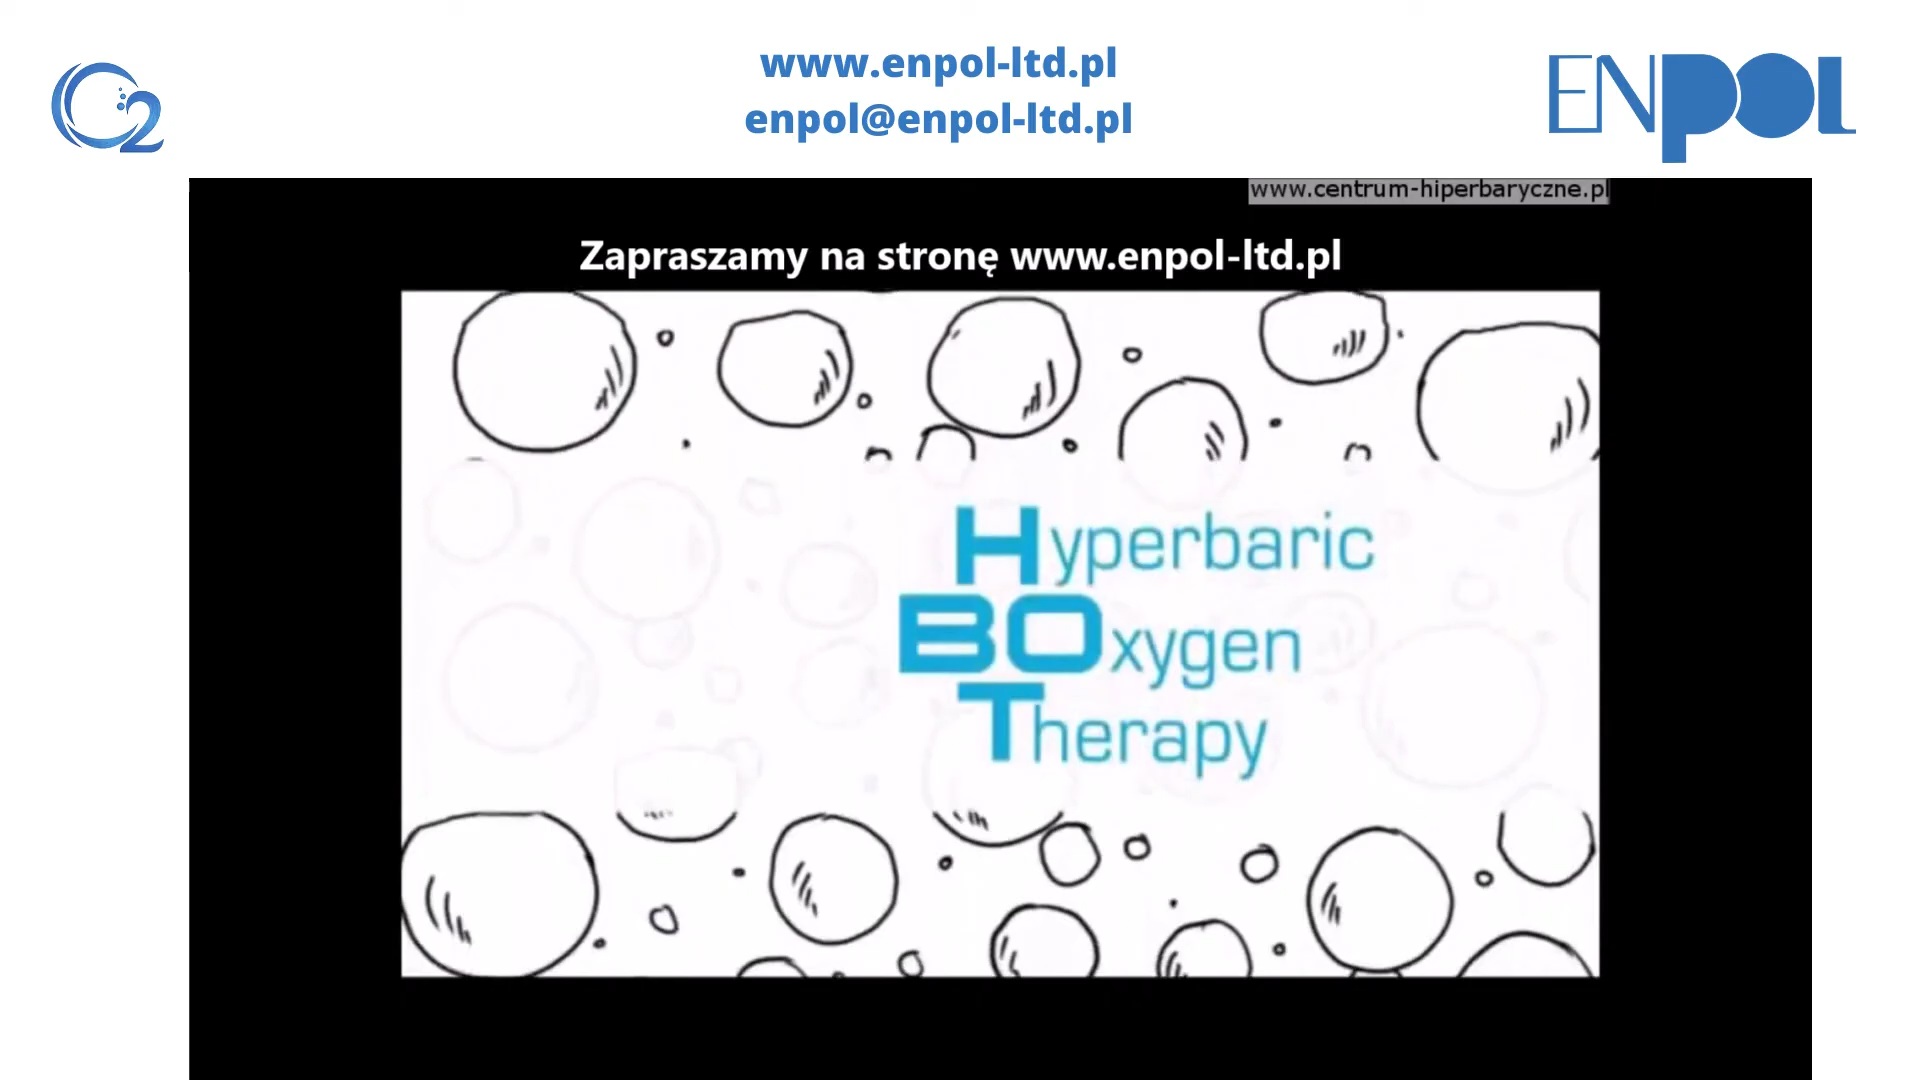 www.enpol-ltd.pl
enpol@enpol-ltd.pl
O2
ENPOL
www.centrum-hiperbaryczne.pl
Zapraszamy na stronę www.enpol-ltd.pl
Hyperbaric
BOxygen
Therapy